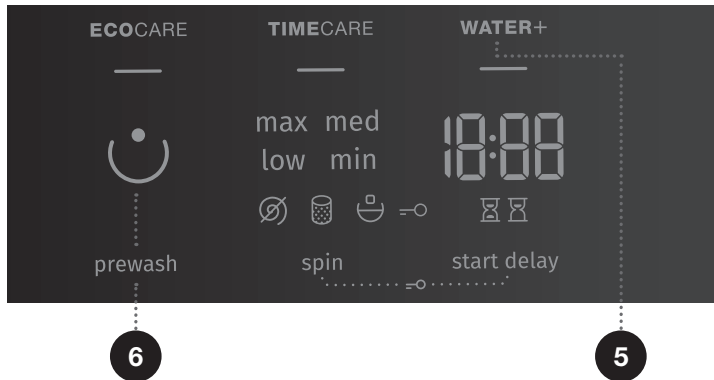 ECOCARE TIMECARE WATER+
max med
low min
18:88
prewash spin start delay
6 5